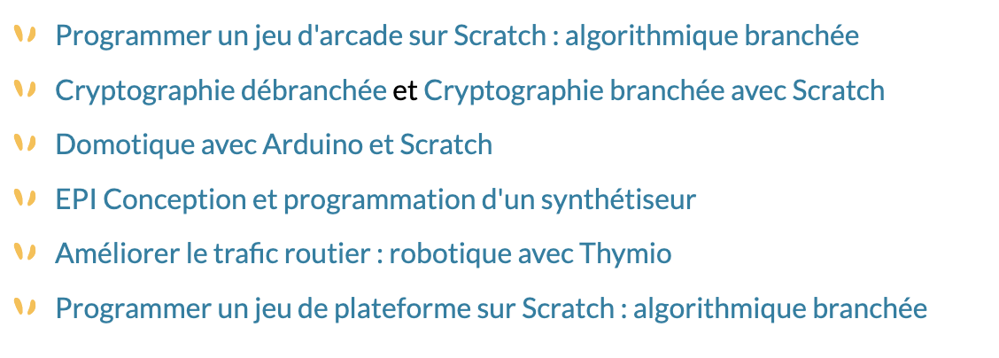 Programmer un jeu d'arcade sur Scratch : algorithmique branchée
Cryptographie débranchée et Cryptographie branchée avec Scratch
Domotique avec Arduino et Scratch
EPI Conception et programmation d'un synthétiseur
Améliorer le trafic routier : robotique avec Thymio
Programmer un jeu de plateforme sur Scratch : algorithmique branchée